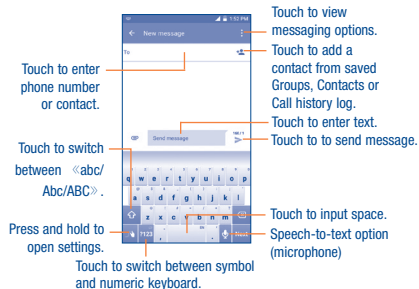 1:52 PM
New message
To
Send message
160 / 1
q w e r t y u i o p
a s d f g h j k l
z x c v b n m
?123
Next
Touch to view
messaging options.
Touch to add a
contact from saved
Groups, Contacts or
Call history log.
Touch to enter text.
Touch to to send message.
Touch to input space.
Speech-to-text option
(microphone)
Touch to enter
phone number
or contact.
Touch to switch
between 《abc/
Abc/ABC》.
Press and hold to
open settings.
Touch to switch between symbol
and numeric keyboard.